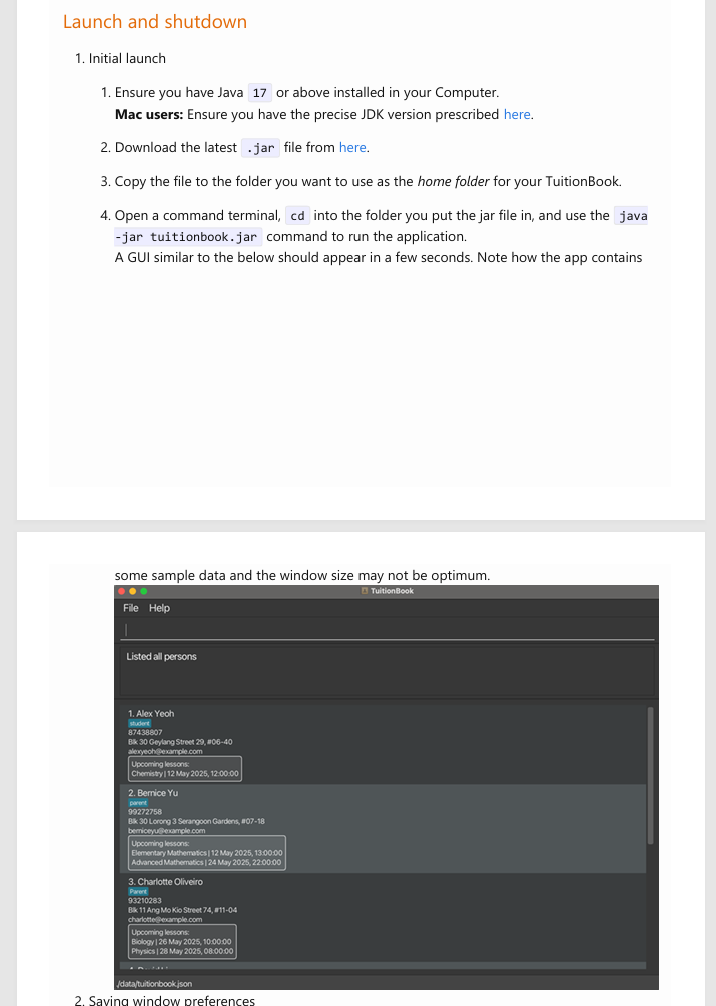 Launch and shutdown
1. Initial launch
1. Ensure you have Java 17 or above installed in your Computer.
Mac users: Ensure you have the precise JDK version prescribed here.
2. Download the latest .jar file from here.
3. Copy the file to the folder you want to use as the home folder for your TuitionBook.
4. Open a command terminal, cd into the folder you put the jar file in, and use the java
-jar tuitionbook.jar command to run the application.
A GUI similar to the below should appear in a few seconds. Note how the app contains
some sample data and the window size may not be optimum.
TuitionBook
File Help
Listed all persons
1. Alex Yeoh
student
87438807
Blk 30 Geylang Street 29, #06-40
alexyeoh@example.com
Upcoming lessons:
Chemistry | 12 May 2025, 12:00:00
2. Bernice Yu
parent
99272758
Blk 30 Lorong 3 Serangoon Gardens, #07-18
berniceyu@example.com
Upcoming lessons:
Elementary Mathematics | 12 May 2025, 13:00:00
Advanced Mathematics | 24 May 2025, 22:00:00
3. Charlotte Oliveiro
Parent
93210283
Blk 11 Ang Mo Kio Street 74, #11-04
charlotte@example.com
Upcoming lessons:
Biology | 26 May 2025, 10:00:00
Physics | 28 May 2025, 08:00:00
./data/tuitionbook.json
2. Saving window preferences